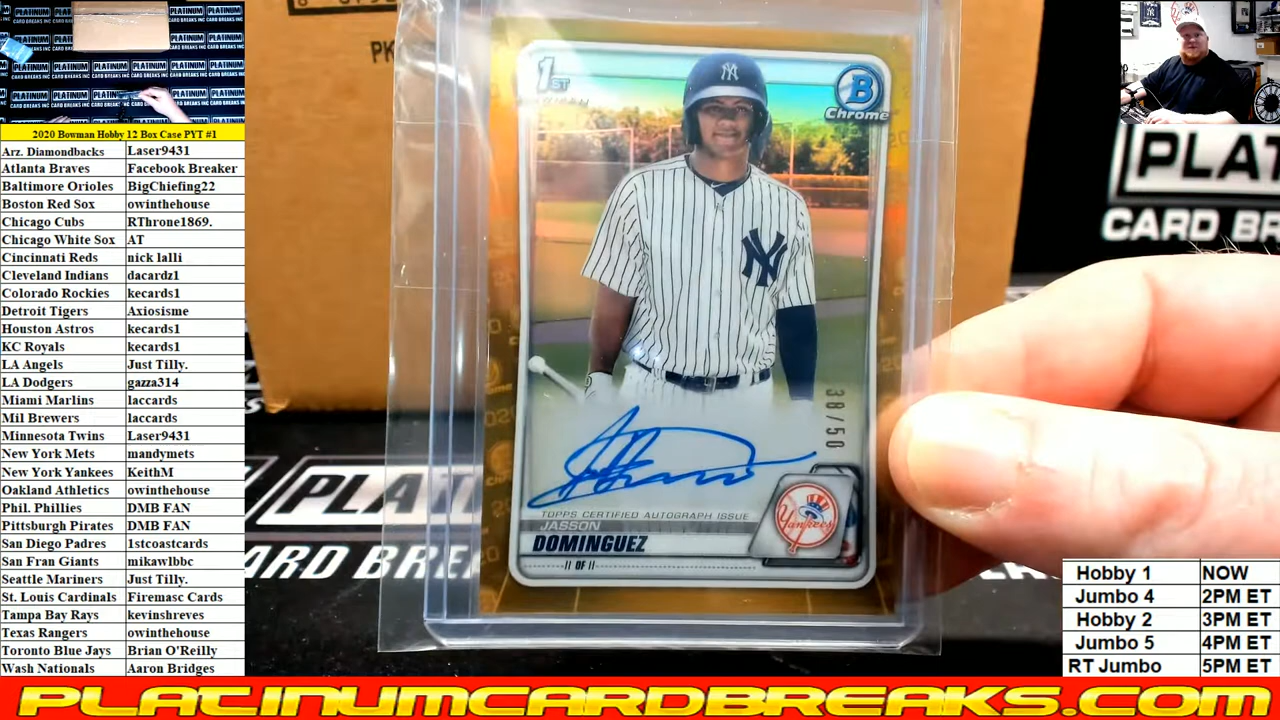 2020 Bowman Hobby 12 Box Case PYT #1
Arz. Diamondbacks Laser9431
Atlanta Braves Facebook Breaker
Baltimore Orioles BigChiefing22
Boston Red Sox owinthehouse
Chicago Cubs RThrone1869.
Chicago White Sox AT
Cincinnati Reds nick lalli
Cleveland Indians dacardz1
Colorado Rockies kecards1
Detroit Tigers Axiosisme
Houston Astros kecards1
KC Royals kecards1
LA Angels Just Tilly.
LA Dodgers gazza314
Miami Marlins laccards
Mil Brewers laccards
Minnesota Twins Laser9431
New York Mets mandymets
New York Yankees KeithM
Oakland Athletics owinthehouse
Phil. Phillies DMB FAN
Pittsburgh Pirates DMB FAN
San Diego Padres 1stcoastcards
San Fran Giants mikawlbbc
Seattle Mariners Just Tilly.
St. Louis Cardinals Firemasc Cards
Tampa Bay Rays kevinshreves
Texas Rangers owinthehouse
Toronto Blue Jays Brian O'Reilly
Wash Nationals Aaron Bridges
1ST
B
Chrome
NY
38/50
TOPPS CERTIFIED AUTOGRAPH ISSUE
JASSON
DOMINGUEZ
OF
Yankees
PLAT
CARD BR
PLATI
CARD BRE
Hobby 1 NOW
Jumbo 4 2PM ET
Hobby 2 3PM ET
Jumbo 5 4PM ET
RT Jumbo 5PM ET
PLATINUMCARDBREAKS.COM